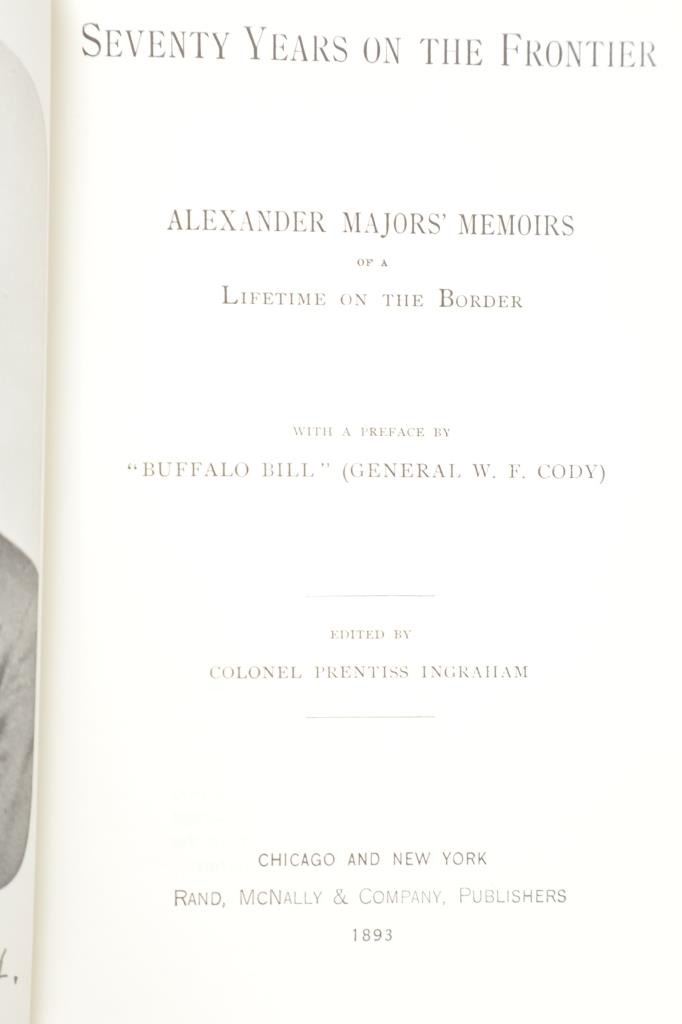 SEVENTY YEARS ON THE FRONTIER
ALEXANDER MAJORS' MEMOIRS
OF A
LIFETIME ON THE BORDER
WITH A PREFACE BY
"BUFFALO BILL" (GENERAL W. F. CODY)
EDITED BY
COLONEL PRENTISS INGRAHAM
CHICAGO AND NEW YORK
RAND, MCNALLY & COMPANY, PUBLISHERS
1893